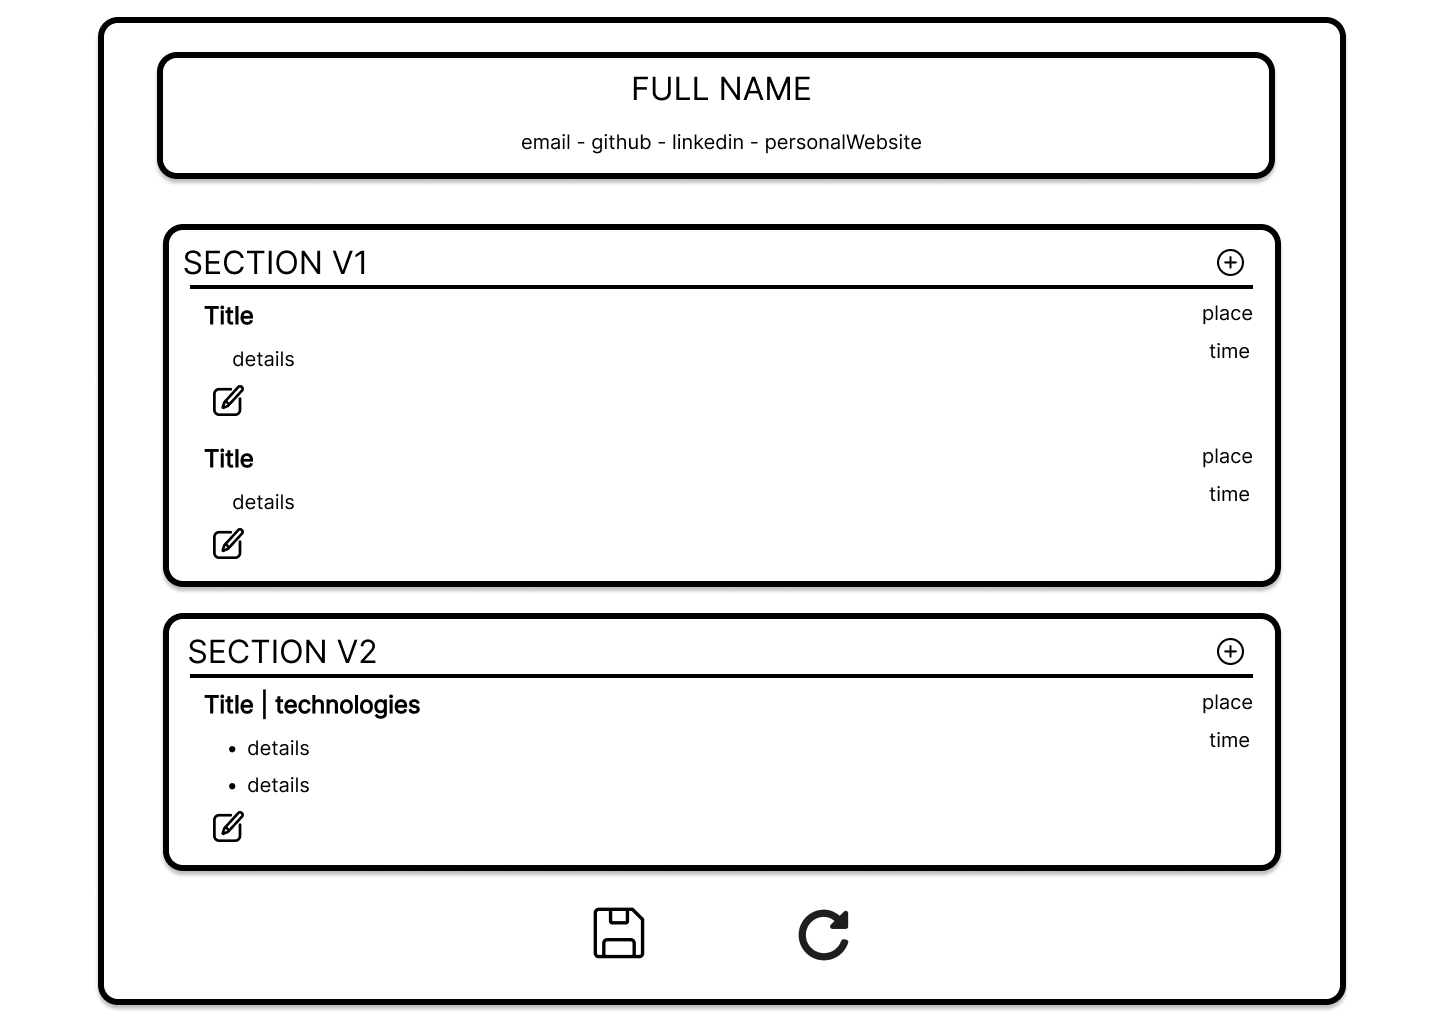 FULL NAME
email - github - linkedin - personalWebsite
SECTION V1
Title place
details time
Title place
details time
SECTION V2
Title | technologies place
• details time
• details